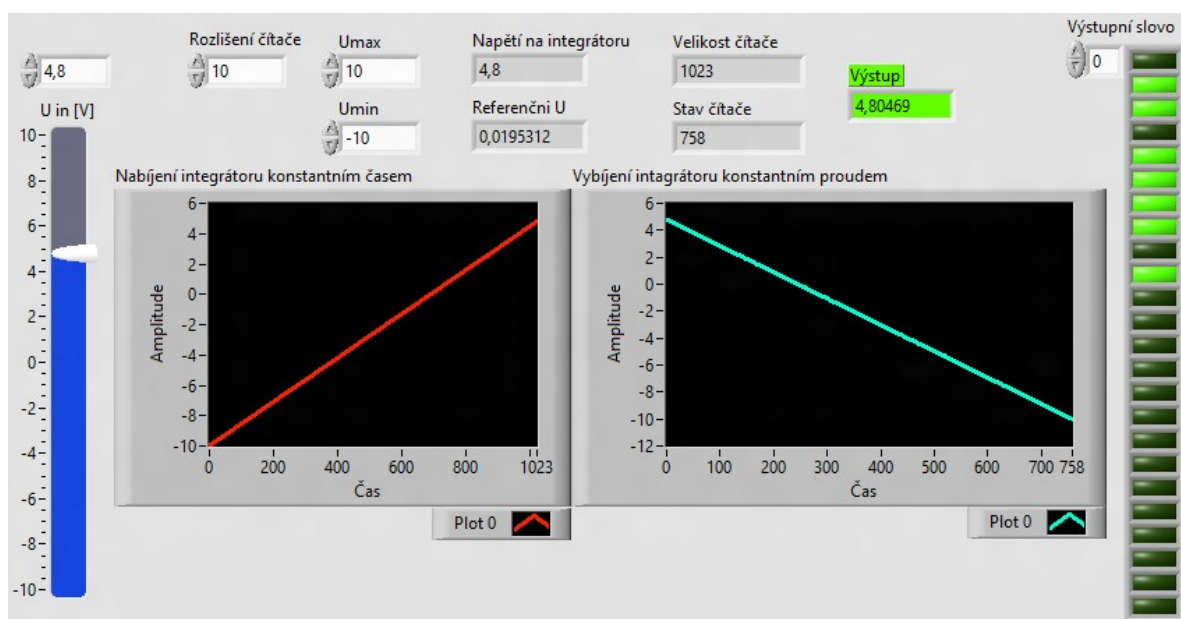 Rozlišení čítače Umax Napětí na integrátoru Velikost čítače Výstupní slovo
4,8 10 10 4,8 1023 Výstup 0
U in [V] Umin Referenčni U Stav čítače 4,80469
-10 0,0195312 758
10
8
6
4
2
0
-2
-4
-6
-8
-10
Nabíjení integrátoru konstantním časem
Amplitude
6
4
2
0
-2
-4
-6
-8
-10
0 200 400 600 800 1023
Čas
Plot 0
Vybíjení intagrátoru konstantním proudem
Amplitude
6
4
2
0
-2
-4
-6
-8
-10
-12
0 100 200 300 400 500 600 700 758
Čas
Plot 0